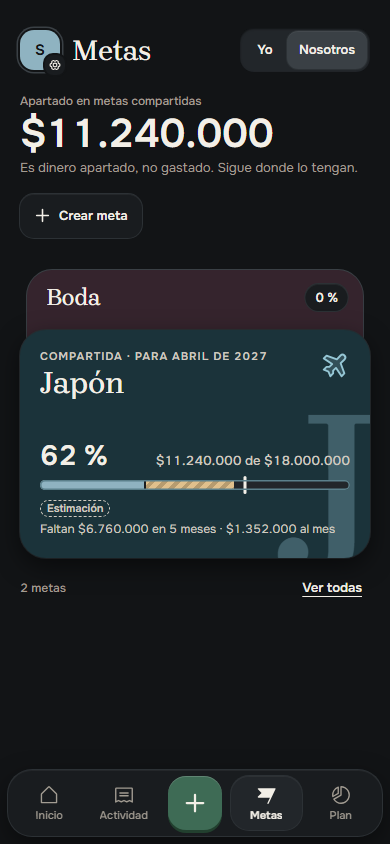 S
Metas
Yo
Nosotros
Apartado en metas compartidas
$11.240.000
Es dinero apartado, no gastado. Sigue donde lo tengan.
+ Crear meta
Boda
0 %
COMPARTIDA · PARA ABRIL DE 2027
Japón
J
62 %
$11.240.000 de $18.000.000
Estimación
Faltan $6.760.000 en 5 meses · $1.352.000 al mes
2 metas
Ver todas
Inicio
Actividad
+
Metas
Plan